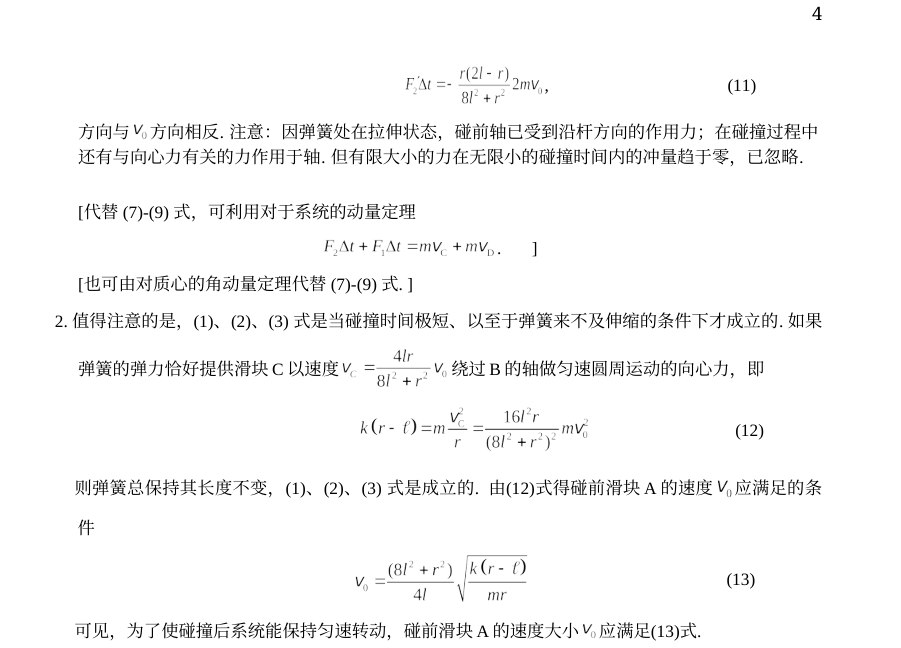 4
F₂′Δt = − r(2l − r)/(8l² + r²) 2mv₀,   (11)
方向与 v₀ 方向相反. 注意：因弹簧处在拉伸状态，碰前轴已受到沿杆方向的作用力；在碰撞过程中
还有与向心力有关的力作用于轴. 但有限大小的力在无限小的碰撞时间内的冲量趋于零，已忽略.
[代替 (7)-(9) 式，可利用对于系统的动量定理
F₂Δt + F₁Δt = mv_C + mv_D.   ]
[也可由对质心的角动量定理代替 (7)-(9) 式. ]
2. 值得注意的是，(1)、(2)、(3) 式是当碰撞时间极短、以至于弹簧来不及伸缩的条件下才成立的. 如果
弹簧的弹力恰好提供滑块 C 以速度 v_C = 4lr/(8l² + r²) v₀ 绕过 B 的轴做匀速圆周运动的向心力，即
k(r − ℓ) = m v_C²/r = 16l²r/(8l² + r²)² mv₀²   (12)
则弹簧总保持其长度不变，(1)、(2)、(3) 式是成立的. 由(12)式得碰前滑块 A 的速度 v₀ 应满足的条
件
v₀ = (8l² + r²)/4l √(k(r − ℓ)/mr)   (13)
可见，为了使碰撞后系统能保持匀速转动，碰前滑块 A 的速度大小 v₀ 应满足(13)式.